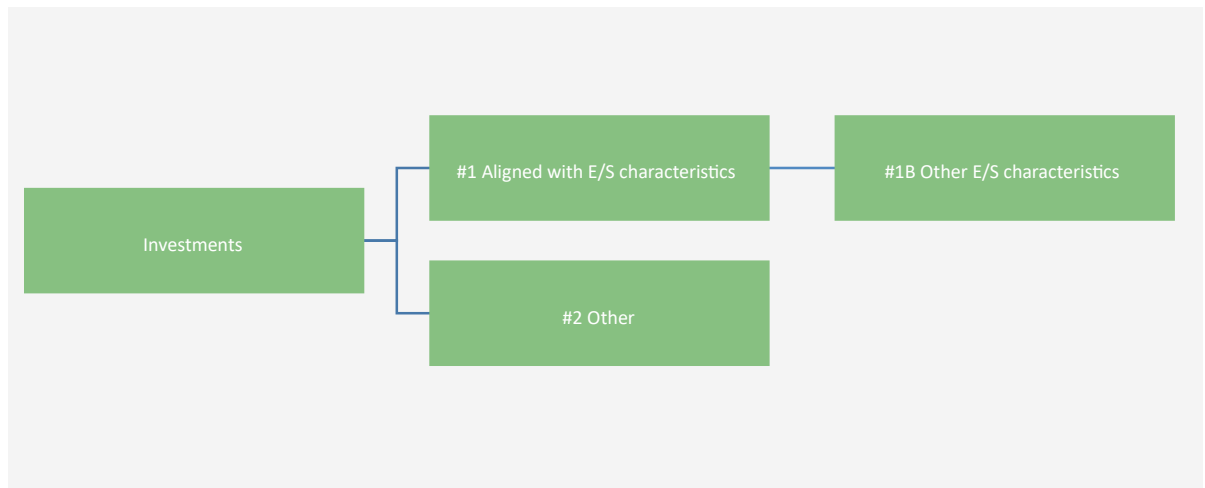 #1 Aligned with E/S characteristics
#1B Other E/S characteristics
Investments
#2 Other